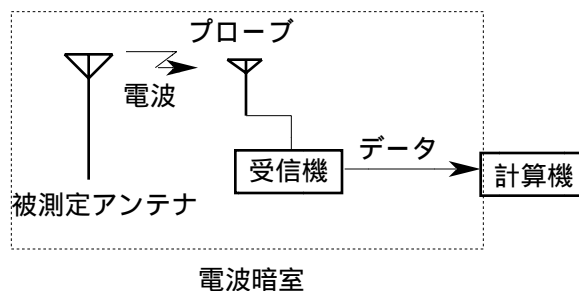 プローブ
電波
受信機
データ
計算機
被測定アンテナ
電波暗室